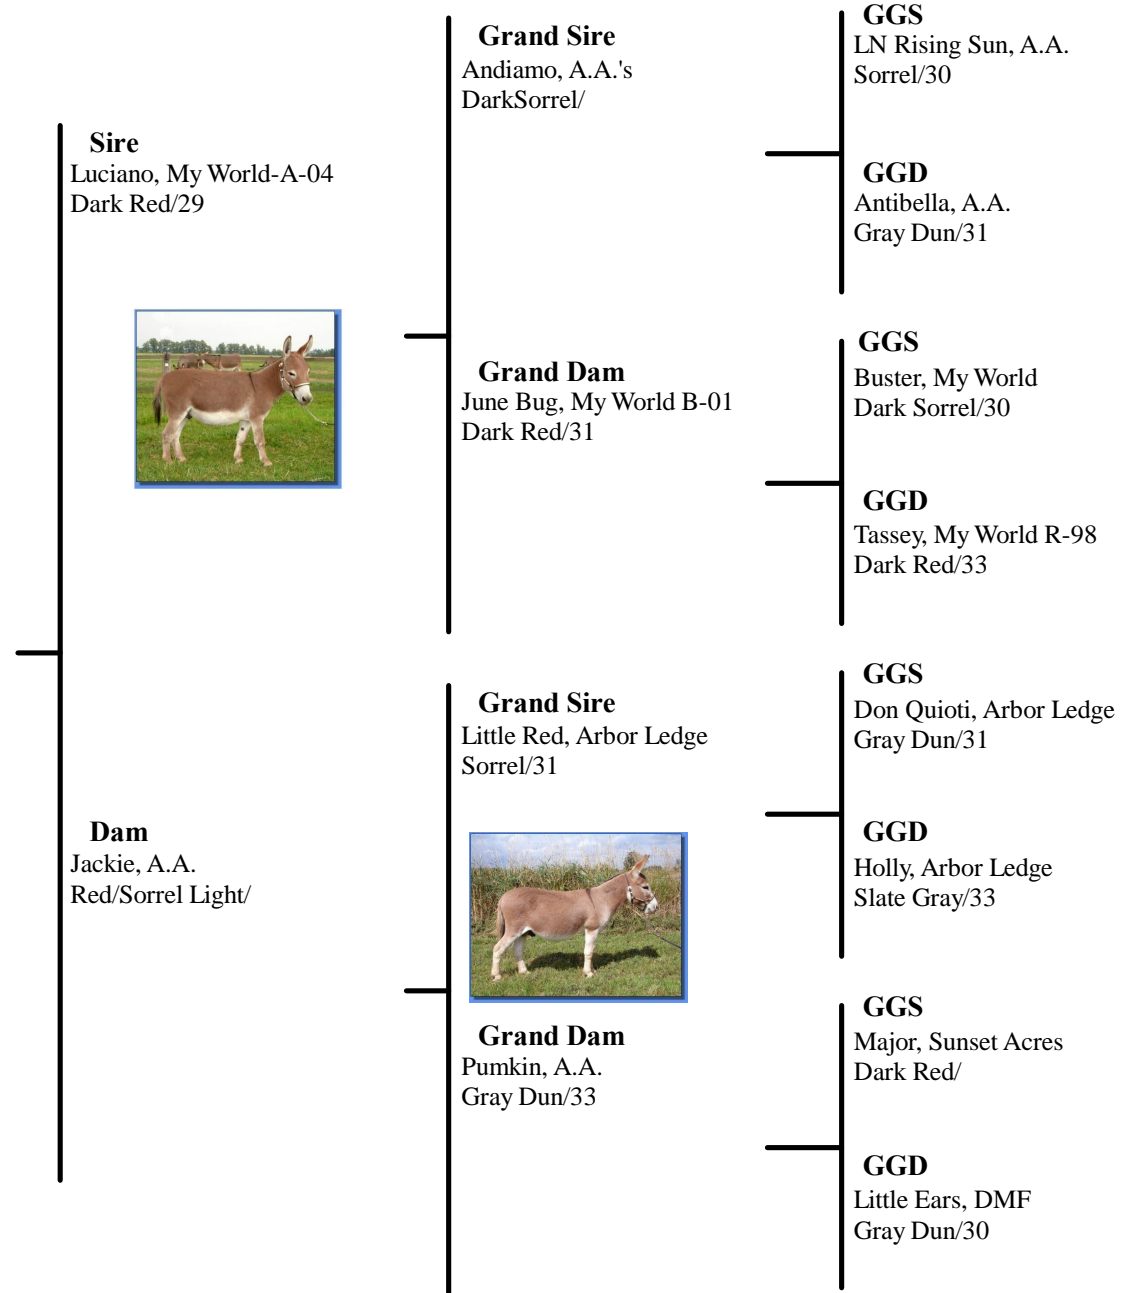 Sire
Luciano, My World-A-04
Dark Red/29
Dam
Jackie, A.A.
Red/Sorrel Light/
Grand Sire
Andiamo, A.A.'s
DarkSorrel/
Grand Dam
June Bug, My World B-01
Dark Red/31
Grand Sire
Little Red, Arbor Ledge
Sorrel/31
Grand Dam
Pumkin, A.A.
Gray Dun/33
GGS
LN Rising Sun, A.A.
Sorrel/30
GGD
Antibella, A.A.
Gray Dun/31
GGS
Buster, My World
Dark Sorrel/30
GGD
Tassey, My World R-98
Dark Red/33
GGS
Don Quioti, Arbor Ledge
Gray Dun/31
GGD
Holly, Arbor Ledge
Slate Gray/33
GGS
Major, Sunset Acres
Dark Red/
GGD
Little Ears, DMF
Gray Dun/30